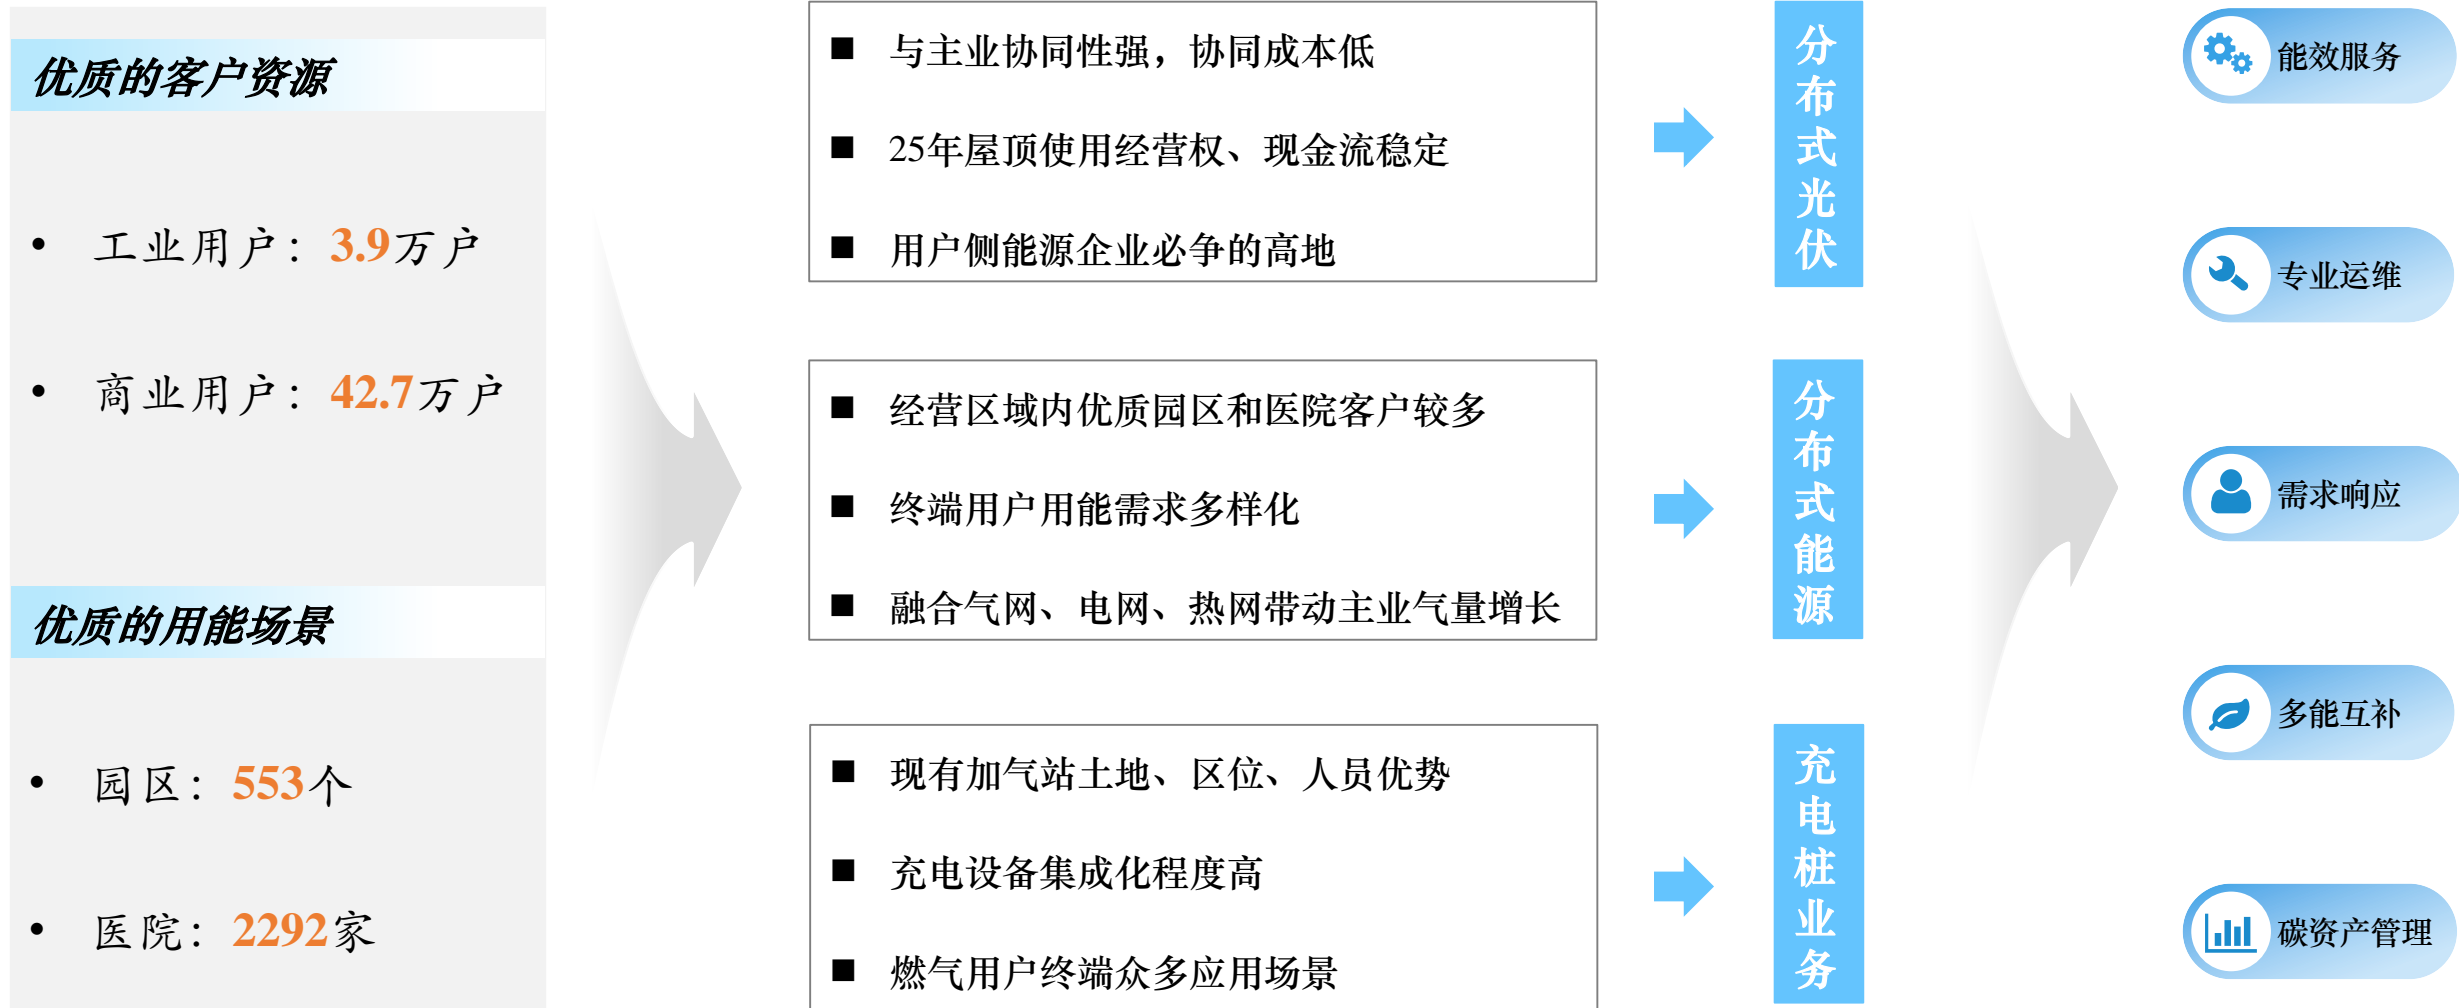 优质的客户资源
• 工业用户：3.9万户
• 商业用户：42.7万户
优质的用能场景
• 园区：553个
• 医院：2292家
■ 与主业协同性强，协同成本低
■ 25年屋顶使用经营权、现金流稳定
■ 用户侧能源企业必争的高地
分布式光伏
■ 经营区域内优质园区和医院客户较多
■ 终端用户用能需求多样化
■ 融合气网、电网、热网带动主业气量增长
分布式能源
■ 现有加气站土地、区位、人员优势
■ 充电设备集成化程度高
■ 燃气用户终端众多应用场景
充电桩业务
能效服务
专业运维
需求响应
多能互补
碳资产管理